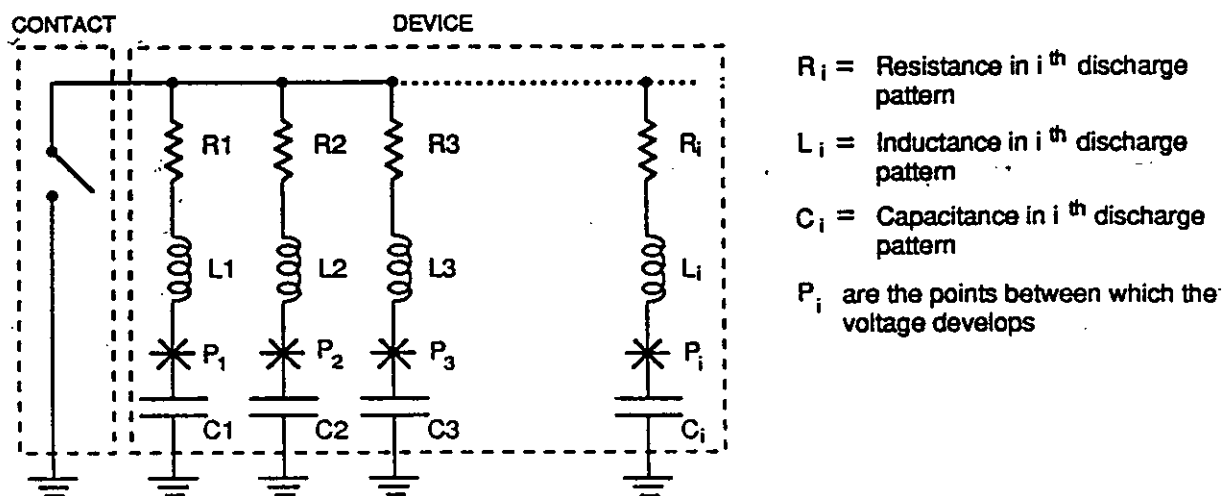 CONTACT DEVICE
R1 R2 R3 Ri
L1 L2 L3 Li
P1 P2 P3 Pi
C1 C2 C3 Ci
Ri = Resistance in i th discharge
pattern
Li = Inductance in i th discharge
pattern
Ci = Capacitance in i th discharge
pattern
Pi are the points between which the
voltage develops